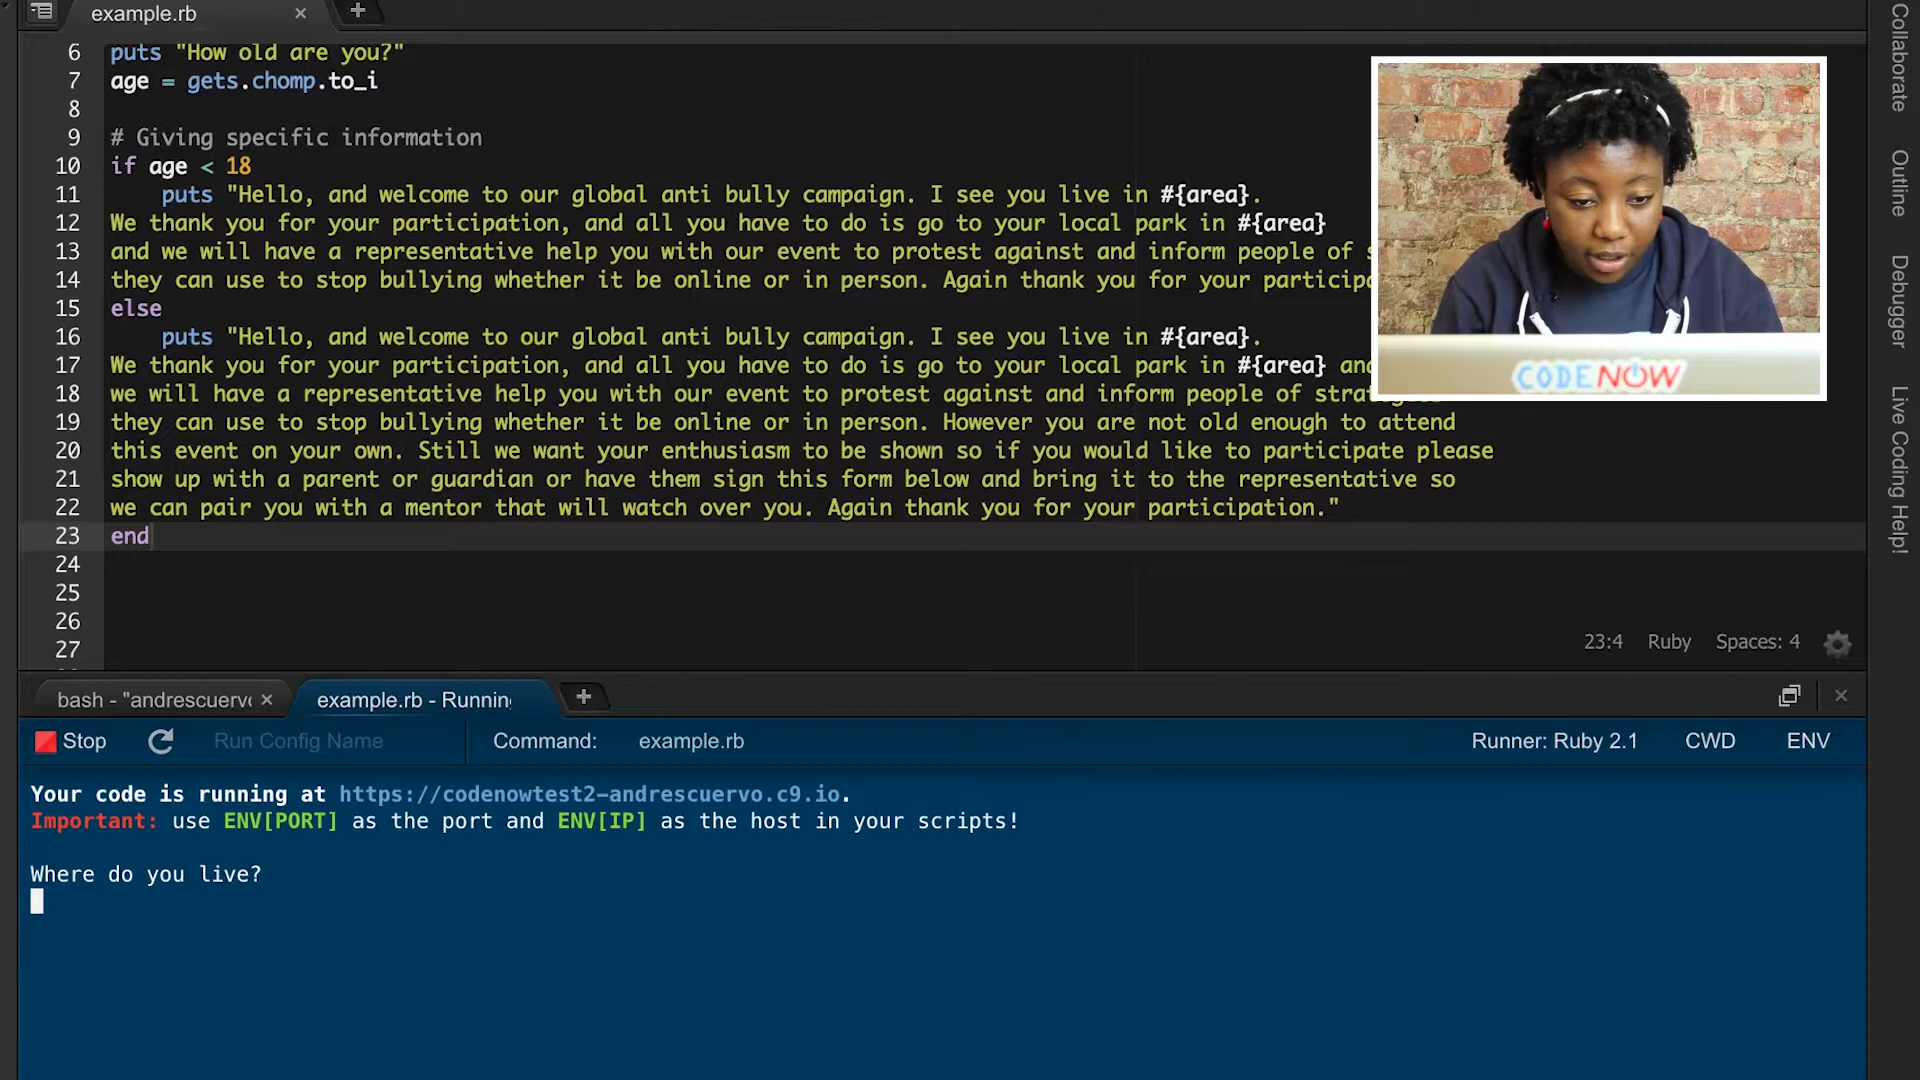 example.rb
6 puts "How old are you?"
7 age = gets.chomp.to_i
8
9 # Giving specific information
10 if age < 18
11 puts "Hello, and welcome to our global anti bully campaign. I see you live in #{area}.
12 We thank you for your participation, and all you have to do is go to your local park in #{area}
13 and we will have a representative help you with our event to protest against and inform people of
14 they can use to stop bullying whether it be online or in person. Again thank you for your
15 else
16 puts "Hello, and welcome to our global anti bully campaign. I see you live in #{area}.
17 We thank you for your participation, and all you have to do is go to your local park in #{area}
18 we will have a representative help you with our event to protest against and inform people of
19 they can use to stop bullying whether it be online or in person. However you are not old enough to attend
20 this event on your own. Still we want your enthusiasm to be shown so if you would like to participate please
21 show up with a parent or guardian or have them sign this form below and bring it to the representative so
22 we can pair you with a mentor that will watch over you. Again thank you for your participation."
23 end
24
25
26
27
23:4 Ruby Spaces: 4
CODENOW
Collaborate
Outline
Debugger
Live Coding Help!
bash - "andrescuervo
example.rb - Running
Stop Run Config Name Command: example.rb Runner: Ruby 2.1 CWD ENV
Your code is running at https://codenowtest2-andrescuervo.c9.io.
Important: use ENV[PORT] as the port and ENV[IP] as the host in your scripts!
Where do you live?